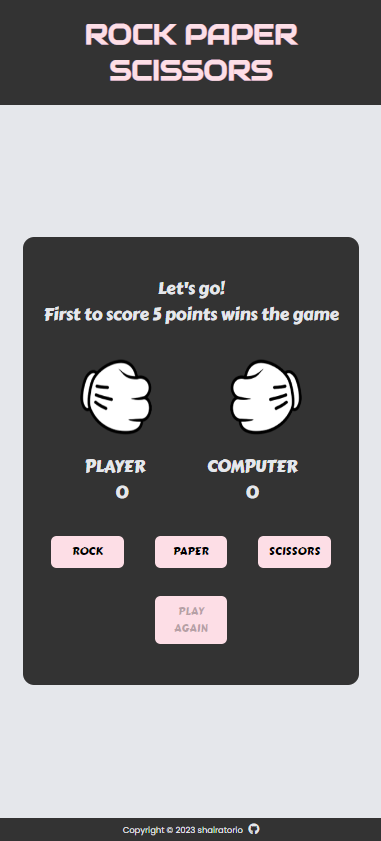 ROCK PAPER
SCISSORS
Let's go!
First to score 5 points wins the game
PLAYER COMPUTER
0 0
ROCK PAPER SCISSORS
PLAY
AGAIN
Copyright © 2023 shairatorio